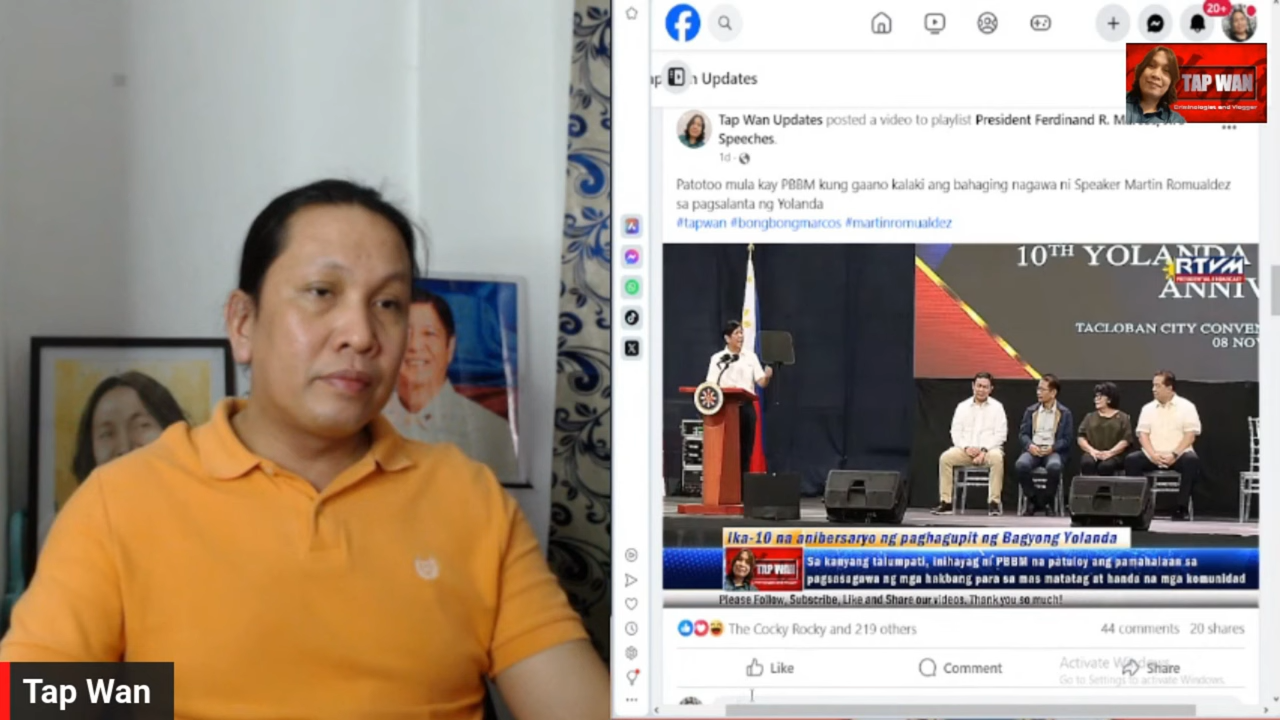 20+
n Updates
TAP WAN
Criminologist and Vlogger
Tap Wan Updates posted a video to playlist President Ferdinand R.
Speeches.
1d
Patotoo mula kay PBBM kung gaano kalaki ang bahaging nagawa ni Speaker Martin Romualdez
sa pagsalanta ng Yolanda
#tapwan #bongbongmarcos #martinromualdez
10TH YOLANDA
RTVM
ANNIV
TACLOBAN CITY CONVEN
08 NOV
Ika-10 na anibersaryo ng paghagupit ng Bagyong Yolanda
TAP WAN
Sa kanyang talumpati, inihayag ni PBBM na patuloy ang pamahalaan sa
pagsasagawa ng mga hakbang para sa mas matatag at handa na mga komunidad
Please Follow, Subscribe, Like and Share our videos. Thank you so much!
The Cocky Rocky and 219 others
44 comments 20 shares
Like
Comment
Share
Activate Windows
Go to Settings to activate Windows.
Tap Wan